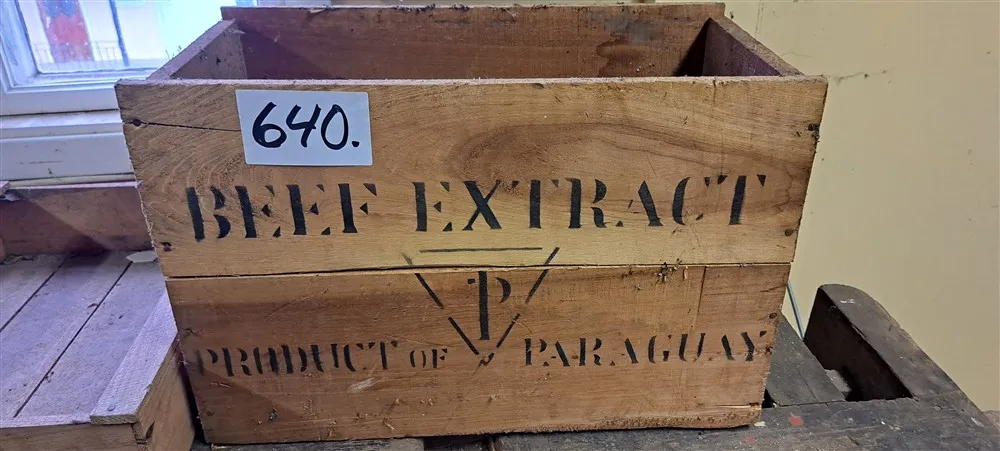 640.
BEEF EXTRACT
P
PRODUCT OF PARAGUAY